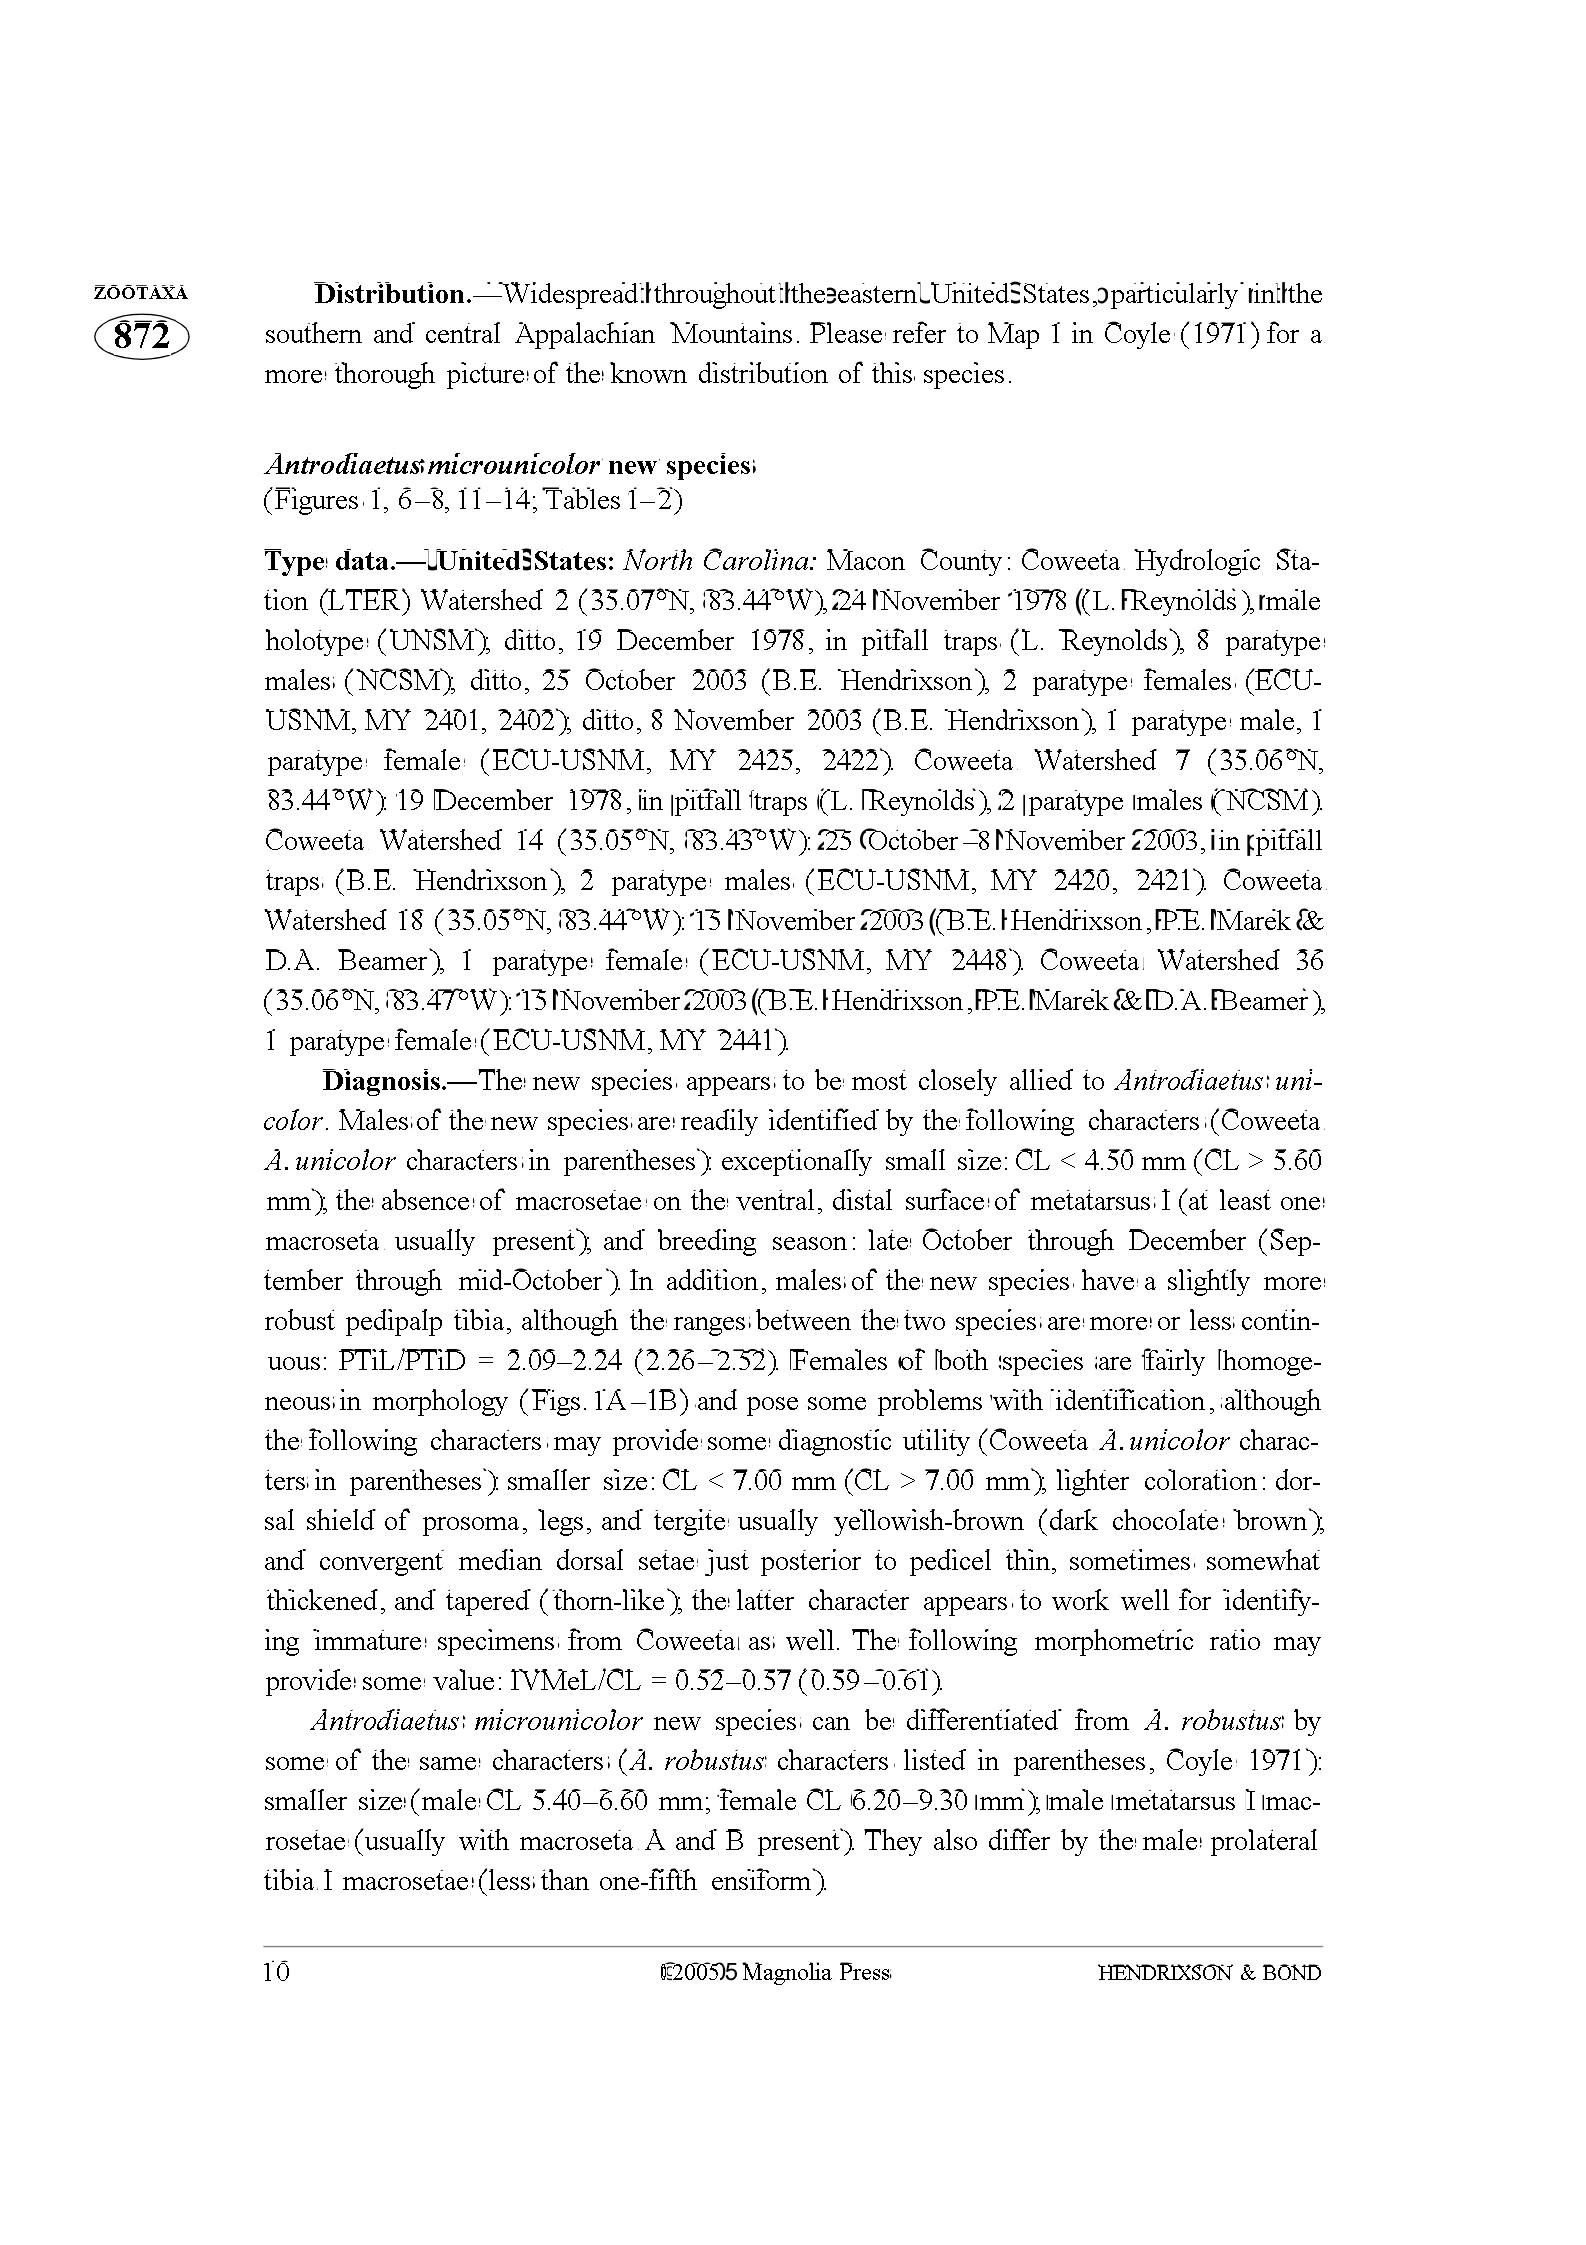 ZOOTAXA
872
Distribution.—Widespread throughout the eastern United States, particularly in the
southern and central Appalachian Mountains. Please refer to Map 1 in Coyle (1971) for a
more thorough picture of the known distribution of this species.
Antrodiaetus microunicolor new species
(Figures 1, 6–8, 11–14; Tables 1–2)
Type data.—United States: North Carolina: Macon County: Coweeta Hydrologic Sta-
tion (LTER) Watershed 2 (35.07°N, 83.44°W), 24 November 1978 (L. Reynolds), male
holotype (UNSM); ditto, 19 December 1978, in pitfall traps (L. Reynolds), 8 paratype
males (NCSM); ditto, 25 October 2003 (B.E. Hendrixson), 2 paratype females (ECU-
USNM, MY 2401, 2402); ditto, 8 November 2003 (B.E. Hendrixson), 1 paratype male, 1
paratype female (ECU-USNM, MY 2425, 2422). Coweeta Watershed 7 (35.06°N,
83.44°W): 19 December 1978, in pitfall traps (L. Reynolds), 2 paratype males (NCSM).
Coweeta Watershed 14 (35.05°N, 83.43°W): 25 October–8 November 2003, in pitfall
traps (B.E. Hendrixson), 2 paratype males (ECU-USNM, MY 2420, 2421). Coweeta
Watershed 18 (35.05°N, 83.44°W): 15 November 2003 (B.E. Hendrixson, P.E. Marek &
D.A. Beamer), 1 paratype female (ECU-USNM, MY 2448). Coweeta Watershed 36
(35.06°N, 83.47°W): 15 November 2003 (B.E. Hendrixson, P.E. Marek & D.A. Beamer),
1 paratype female (ECU-USNM, MY 2441).
Diagnosis.—The new species appears to be most closely allied to Antrodiaetus uni-
color. Males of the new species are readily identified by the following characters (Coweeta
A. unicolor characters in parentheses): exceptionally small size: CL < 4.50 mm (CL > 5.60
mm); the absence of macrosetae on the ventral, distal surface of metatarsus I (at least one
macroseta usually present); and breeding season: late October through December (Sep-
tember through mid-October). In addition, males of the new species have a slightly more
robust pedipalp tibia, although the ranges between the two species are more or less contin-
uous: PTiL/PTiD = 2.09–2.24 (2.26–2.52). Females of both species are fairly homoge-
neous in morphology (Figs. 1A–1B) and pose some problems with identification, although
the following characters may provide some diagnostic utility (Coweeta A. unicolor charac-
ters in parentheses): smaller size: CL < 7.00 mm (CL > 7.00 mm); lighter coloration: dor-
sal shield of prosoma, legs, and tergite usually yellowish-brown (dark chocolate brown);
and convergent median dorsal setae just posterior to pedicel thin, sometimes somewhat
thickened, and tapered (thorn-like); the latter character appears to work well for identify-
ing immature specimens from Coweeta as well. The following morphometric ratio may
provide some value: IVMeL/CL = 0.52–0.57 (0.59–0.61).
Antrodiaetus microunicolor new species can be differentiated from A. robustus by
some of the same characters (A. robustus characters listed in parentheses, Coyle 1971):
smaller size (male CL 5.40–6.60 mm; female CL 6.20–9.30 mm); male metatarsus I mac-
rosetae (usually with macroseta A and B present). They also differ by the male prolateral
tibia I macrosetae (less than one-fifth ensiform).
10 © 2005 Magnolia Press HENDRIXSON & BOND